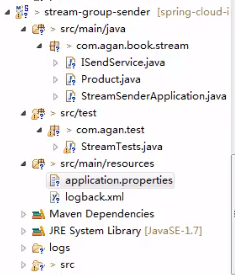 > stream-group-sender [spring-cloud-i
> src/main/java
> com.agan.book.stream
ISendService.java
Product.java
StreamSenderApplication.java
> src/test
> com.agan.test
StreamTests.java
> src/main/resources
application.properties
logback.xml
Maven Dependencies
JRE System Library [JavaSE-1.7]
logs
> src